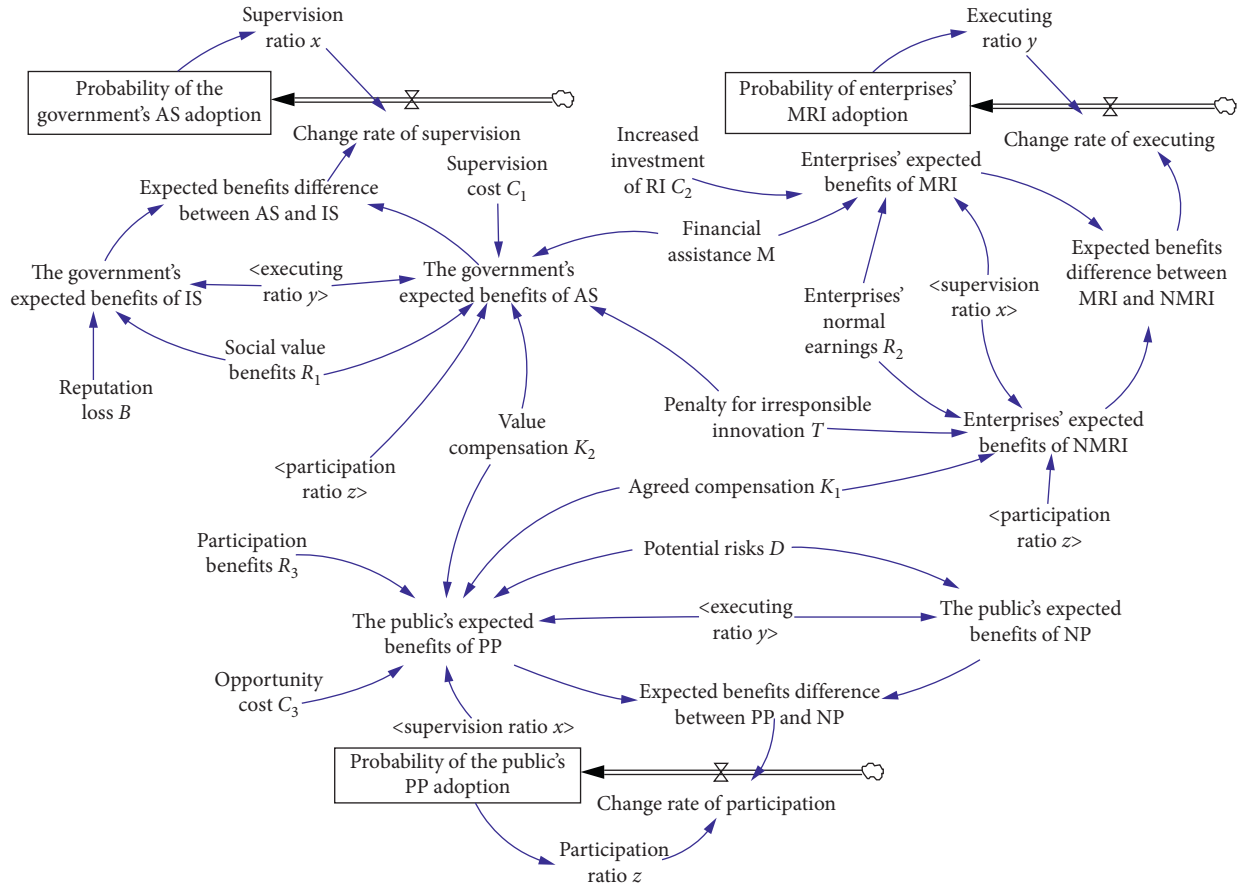 Supervision
ratio x
Probability of the
government's AS adoption
Change rate of supervision
Expected benefits difference
between AS and IS
Supervision
cost C1
The government's
expected benefits of IS
<executing
ratio y>
The government's
expected benefits of AS
Social value
benefits R1
Reputation
loss B
<participation
ratio z>
Value
compensation K2
Executing
ratio y
Probability of enterprises'
MRI adoption
Change rate of executing
Increased
investment
of RI C2
Enterprises' expected
benefits of MRI
Financial
assistance M
Enterprises'
normal
earnings R2
<supervision
ratio x>
Expected benefits
difference between
MRI and NMRI
Penalty for irresponsible
innovation T
Enterprises' expected
benefits of NMRI
Agreed compensation K1
<participation
ratio z>
Participation
benefits R3
Potential risks D
The public's expected
benefits of PP
<executing
ratio y>
The public's expected
benefits of NP
Opportunity
cost C3
<supervision ratio x>
Expected benefits difference
between PP and NP
Probability of the public's
PP adoption
Change rate of participation
Participation
ratio z